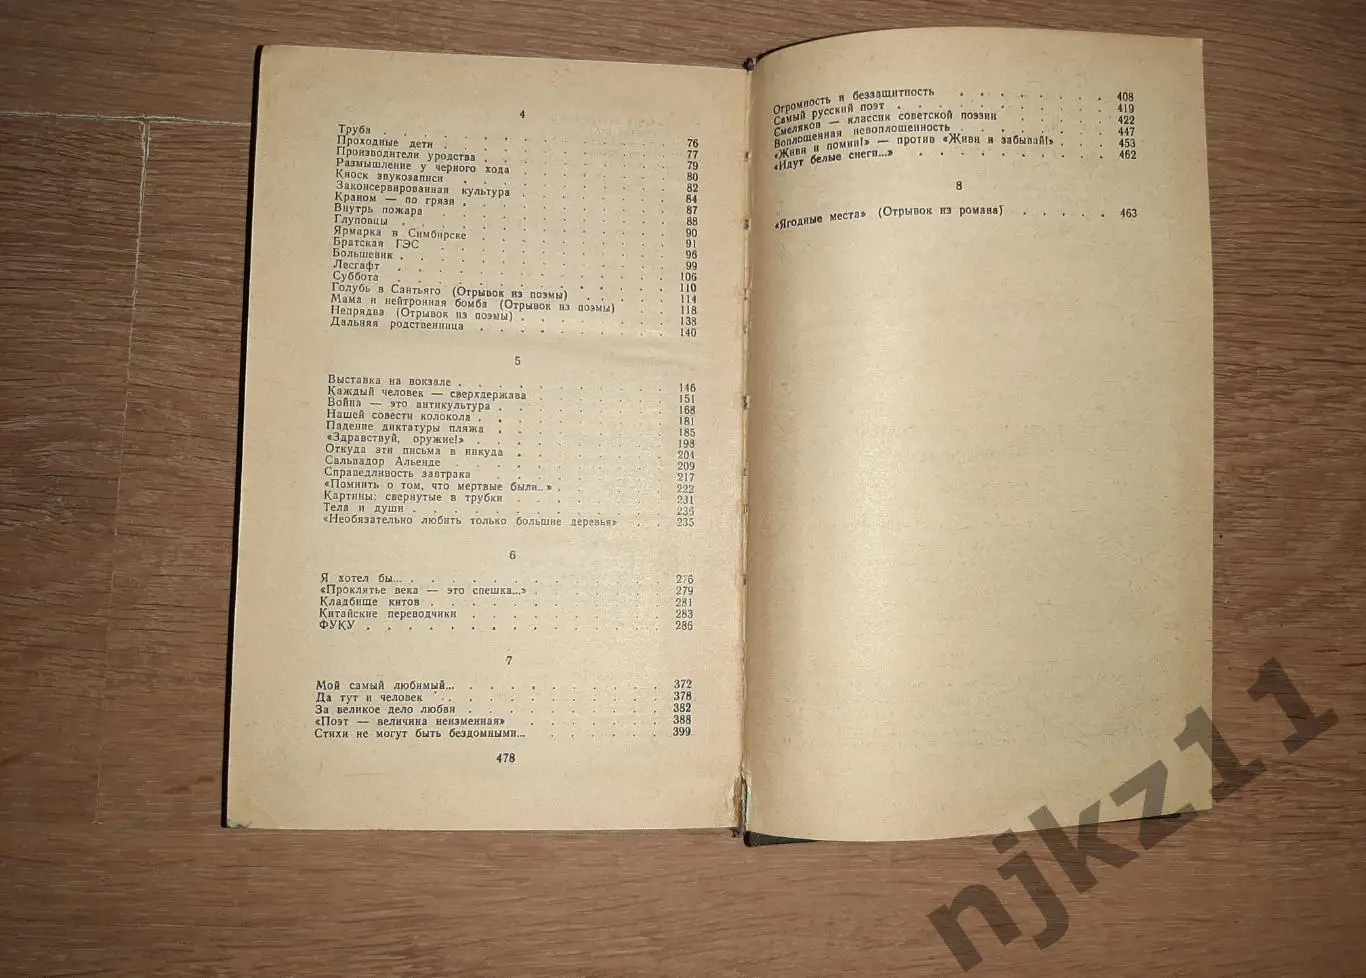 4
Труба . . . . . . . . . . 76
Проходные дети . . . . . . . . . . 77
Производители уродства . . . . . . . . . . 79
Размышление у черного хода . . . . . . . . . . 80
Киоск звукозаписи . . . . . . . . . . 82
Законсервированная культура . . . . . . . . . . 84
Краном — по грязи . . . . . . . . . . 87
Внутрь пожара . . . . . . . . . . 88
Глуповцы . . . . . . . . . . 90
Ярмарка в Симбирске . . . . . . . . . . 91
Братская ГЭС . . . . . . . . . . 96
Большевик . . . . . . . . . . 99
Лесгафт . . . . . . . . . . 106
Суббота . . . . . . . . . . 110
Голубь в Сантьяго (Отрывок из поэмы) . . . . . 114
Мама и нейтронная бомба (Отрывок из поэмы) . . 118
Непрядва (Отрывок из поэмы) . . . . . . . . 138
Дальняя родственница . . . . . . . . . . 140
5
Выставка на вокзале . . . . . . . . . . 146
Каждый человек — сверхдержава . . . . . . . 151
Война — это антикультура . . . . . . . . . 168
Нашей совести колокола . . . . . . . . . . 181
Падение диктатуры пляжа . . . . . . . . . 185
«Здравствуй, оружие!» . . . . . . . . . . 198
Откуда эти письма в никуда . . . . . . . . 204
Сальвадор Альенде . . . . . . . . . . 209
Справедливость завтрака . . . . . . . . . . 217
«Помнить о том, что мертвые были..» . . . . . . 222
Картины: свернутые в трубки . . . . . . . . 231
Тела и души . . . . . . . . . . 235
«Необязательно любить только большие деревья» . . 235
6
Я хотел бы... . . . . . . . . . . 276
«Проклятье века — это спешка...» . . . . . . . 279
Кладбище китов . . . . . . . . . . 281
Китайские переводчики . . . . . . . . . . 283
ФУКУ . . . . . . . . . . 286
7
Мой самый любимый... . . . . . . . . . . 372
Да тут и человек . . . . . . . . . . 378
За великое дело любви . . . . . . . . . . 382
«Поэт — величина неизменная» . . . . . . . 388
Стихи не могут быть бездомными... . . . . . . 399
478
Огромность и беззащитность . . . . . . . 408
Самый русский поэт . . . . . . . . . . 419
Смеляков — классик советской поэзии . . . . 422
Воплощенная невоплощенность . . . . . . . 447
«Живи и помни!» — против «Живи и забывай!» . . 453
«Идут белые снеги...» . . . . . . . . . . 462
8
«Ягодные места» (Отрывок из романа) . . . . . 463
njkz11